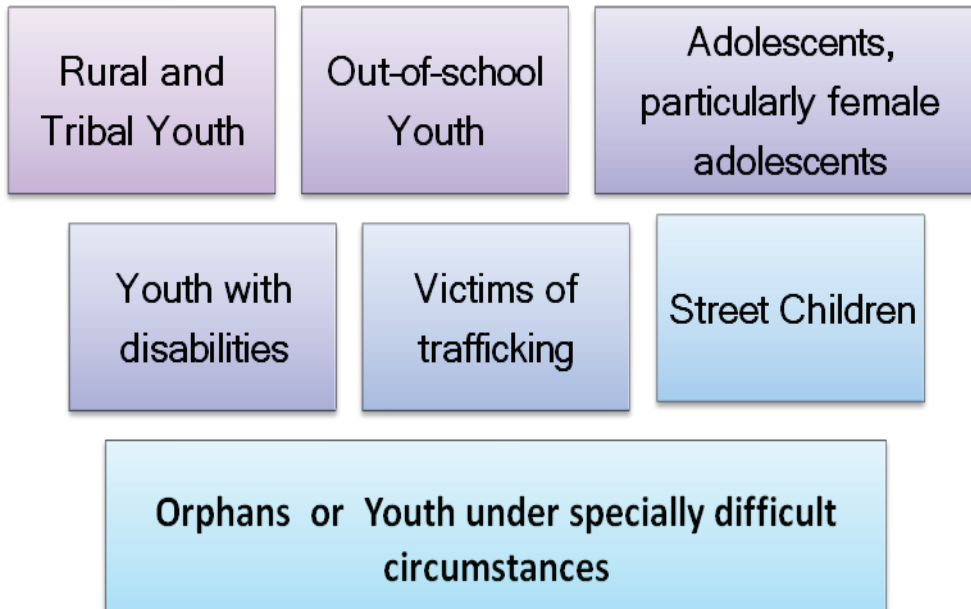 Rural and
Tribal Youth
Out-of-school
Youth
Adolescents,
particularly female
adolescents
Youth with
disabilities
Victims of
trafficking
Street Children
Orphans or Youth under specially difficult
circumstances